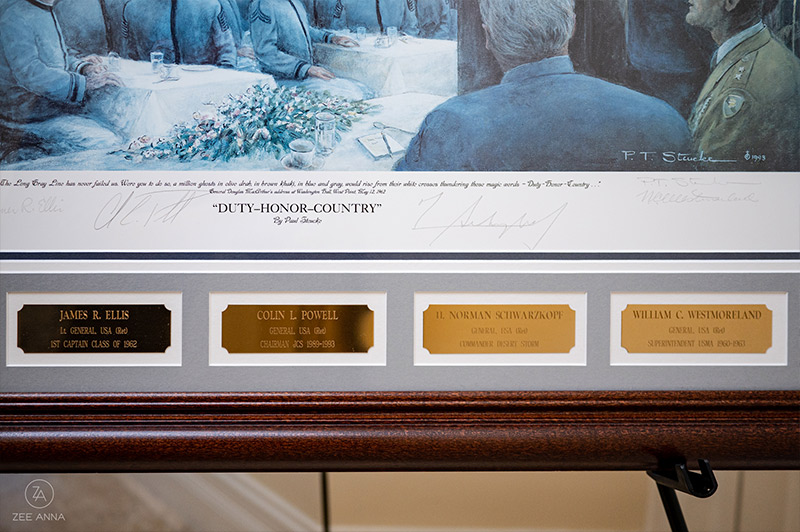 P. T. Stucke © 1993
The Long Gray Line has never failed us. Were you to do so, a million ghosts in olive drab, in brown khaki, in blue and gray, would rise from their white crosses thundering those magic words – Duty-Honor-Country . . .
General Douglas MacArthur's address at Washington Hall, West Point, May 12, 1962
R Ellis
"DUTY–HONOR–COUNTRY"
By Paul Stucke
JAMES R. ELLIS
Lt. GENERAL, USA (Ret)
1ST CAPTAIN CLASS OF 1962
COLIN L. POWELL
GENERAL, USA (Ret)
CHAIRMAN JCS 1989-1993
H. NORMAN SCHWARZKOPF
GENERAL, USA (Ret)
COMMANDER DESERT STORM
WILLIAM C. WESTMORELAND
GENERAL, USA (Ret)
SUPERINTENDENT USMA 1960-1963
ZA
ZEE ANNA